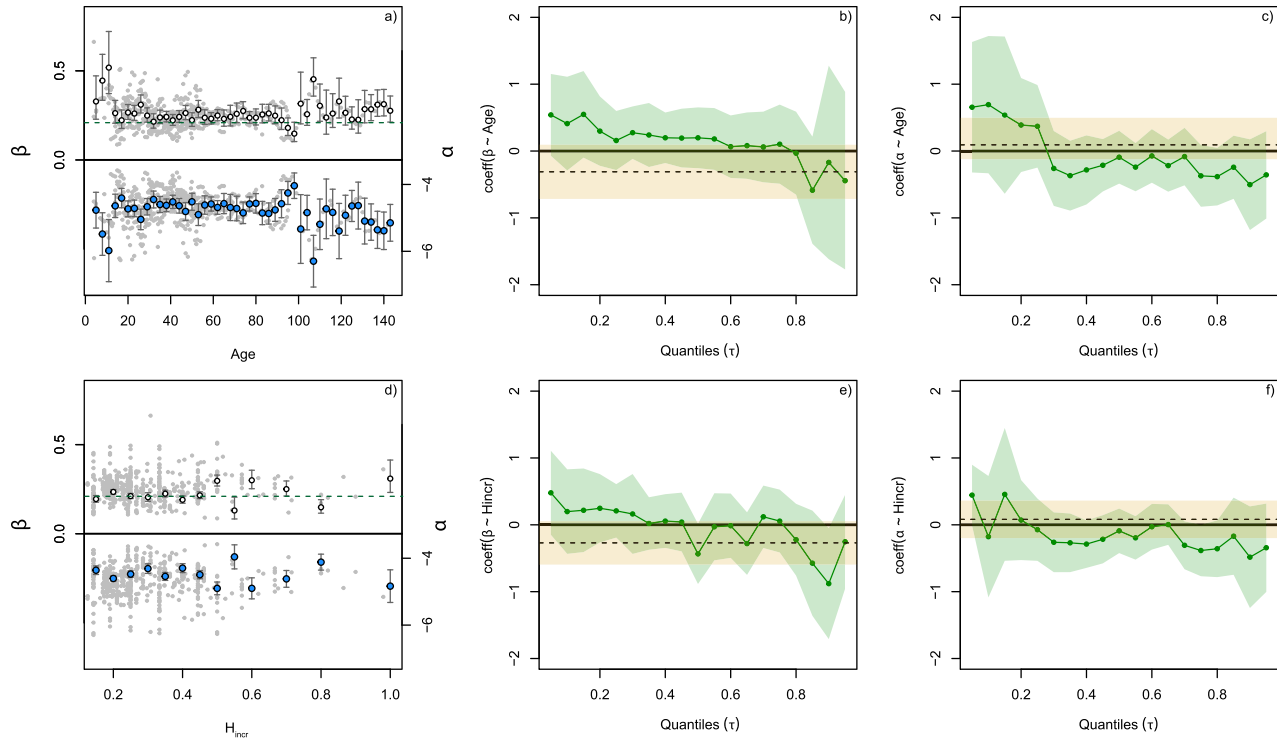 a)
β
0.5
0.0
α
−4
−6
0 20 40 60 80 100 120 140
Age
b)
coeff(β ~ Age)
2
1
0
−1
−2
0.2 0.4 0.6 0.8
Quantiles (τ)
c)
coeff(α ~ Age)
2
1
0
−1
−2
0.2 0.4 0.6 0.8
Quantiles (τ)
d)
β
0.5
0.0
α
−4
−6
0.2 0.4 0.6 0.8 1.0
Hincr
e)
coeff(β ~ Hincr)
2
1
0
−1
−2
0.2 0.4 0.6 0.8
Quantiles (τ)
f)
coeff(α ~ Hincr)
2
1
0
−1
−2
0.2 0.4 0.6 0.8
Quantiles (τ)